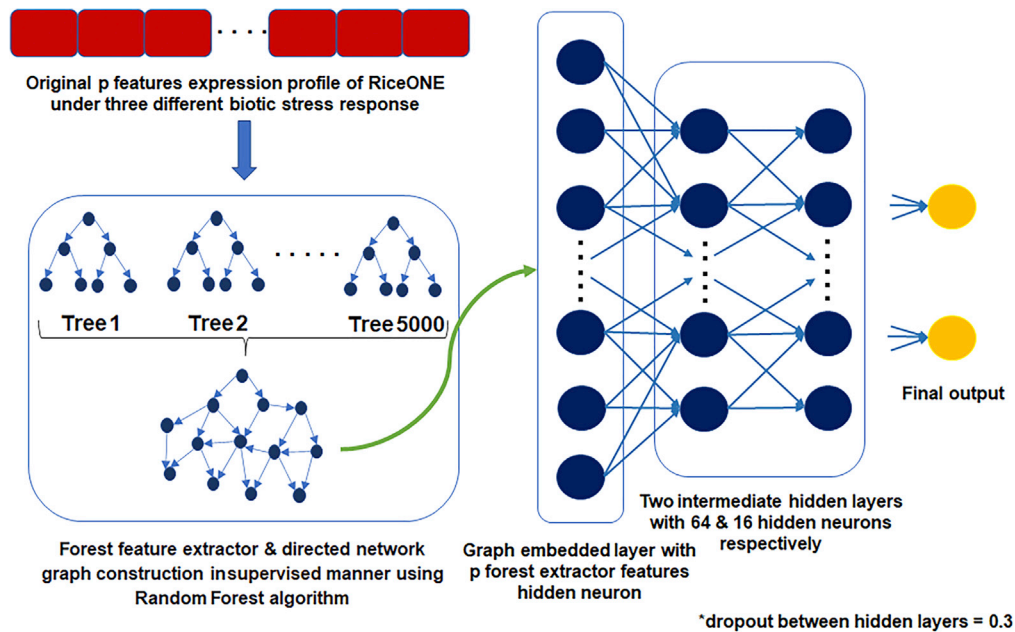 Original p features expression profile of RiceONE
under three different biotic stress response
Tree 1
Tree 2
Tree 5000
Forest feature extractor & directed network
graph construction in supervised manner using
Random Forest algorithm
Graph embedded layer with
p forest extractor features
hidden neuron
Two intermediate hidden layers
with 64 & 16 hidden neurons
respectively
Final output
*dropout between hidden layers = 0.3